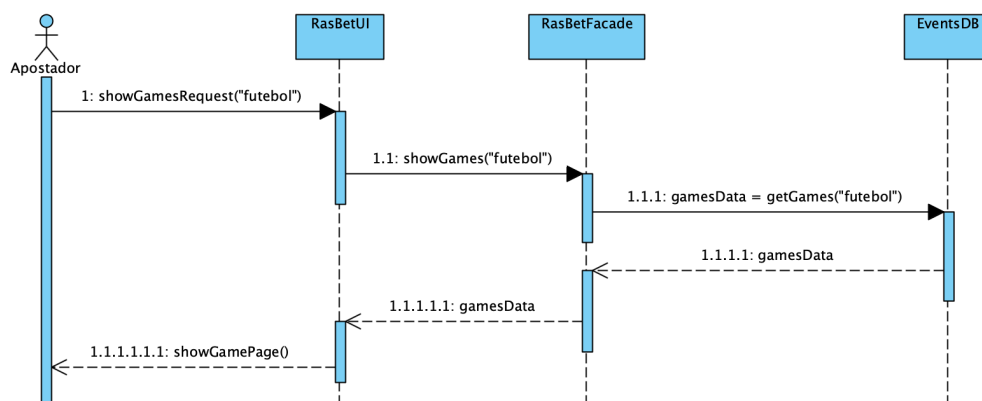 RasBetUI
RasBetFacade
EventsDB
Apostador
1: showGamesRequest("futebol")
1.1: showGames("futebol")
1.1.1: gamesData = getGames("futebol")
1.1.1.1: gamesData
1.1.1.1.1: gamesData
1.1.1.1.1.1: showGamePage()